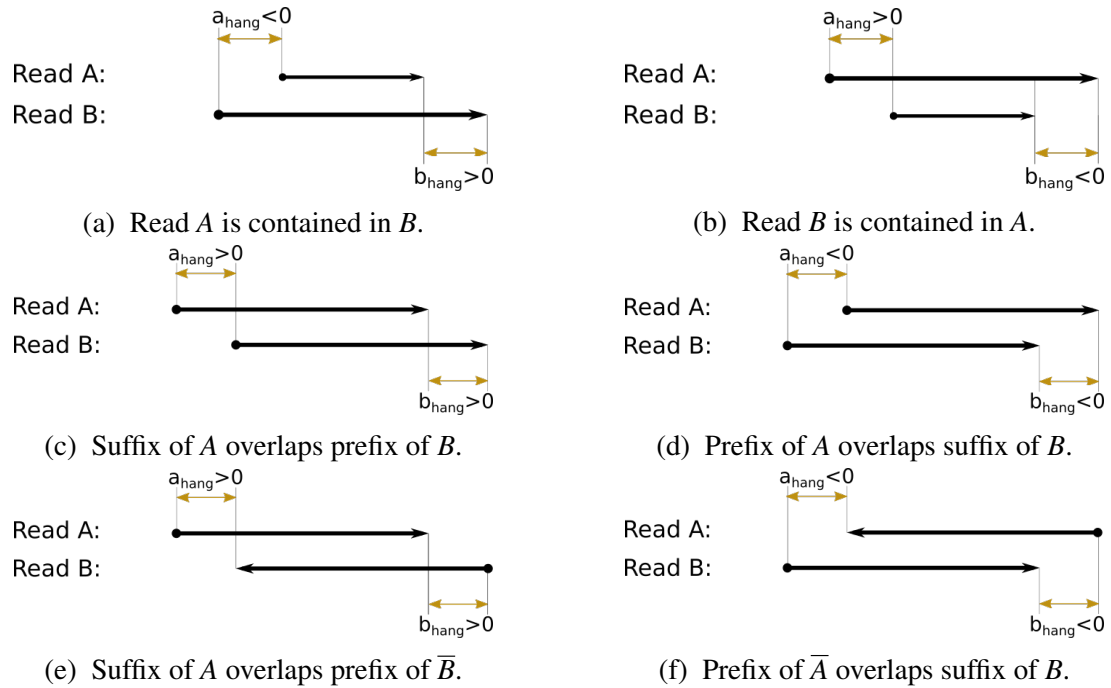 a_hang<0
Read A:
Read B:
b_hang>0
(a) Read A is contained in B.
a_hang>0
Read A:
Read B:
b_hang<0
(b) Read B is contained in A.
a_hang>0
Read A:
Read B:
b_hang>0
(c) Suffix of A overlaps prefix of B.
a_hang<0
Read A:
Read B:
b_hang<0
(d) Prefix of A overlaps suffix of B.
a_hang>0
Read A:
Read B:
b_hang>0
(e) Suffix of A overlaps prefix of B̅.
a_hang<0
Read A:
Read B:
b_hang<0
(f) Prefix of A̅ overlaps suffix of B.